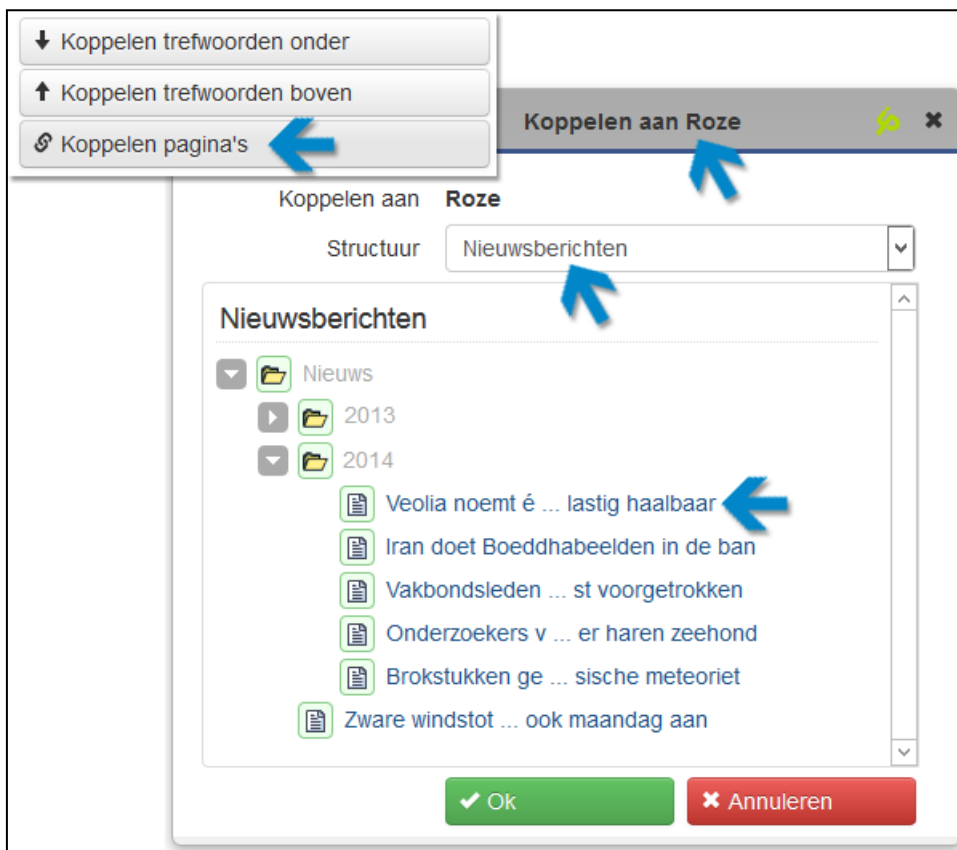 Koppelen trefwoorden onder
Koppelen trefwoorden boven
Koppelen pagina's
Koppelen aan Roze
Koppelen aan Roze
Structuur Nieuwsberichten
Nieuwsberichten
Nieuws
2013
2014
Veolia noemt é ... lastig haalbaar
Iran doet Boeddhabeelden in de ban
Vakbondsleden ... st voorgetrokken
Onderzoekers v ... er haren zeehond
Brokstukken ge ... sische meteoriet
Zware windstot ... ook maandag aan
Ok Annuleren